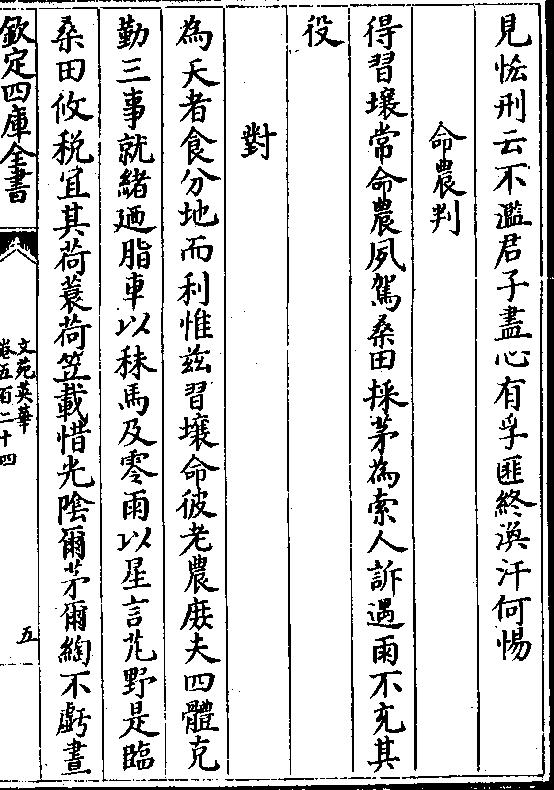 見恡刑云不濫君子盡心有孚匪終渙汗何惕
命農判
得習壤常命農夙駕桑田採茅為索人訴遇雨不充其
役
對
為天者食分地而利惟兹習壤命彼老農庻夫四體克
勤三事就緒廼脂車以秣馬及零雨以星言芃野是臨
桑田攸税宜其荷蓑荷笠載惜光隂爾茅爾綯不虧晝
欽定四庫全書
文苑英華
卷五百二十四
五